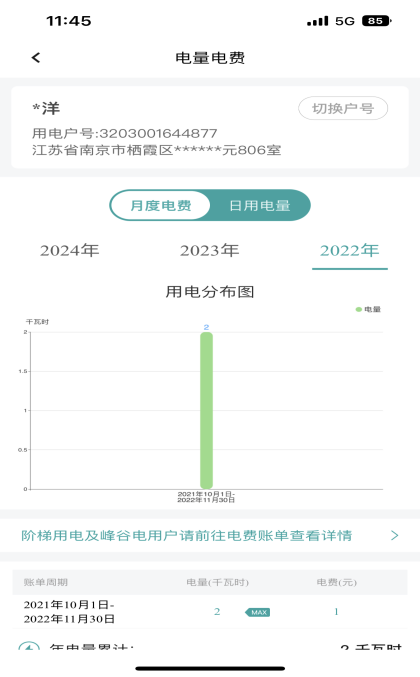 11:45
5G 85
电量电费
*洋
切换户号
用电户号:3203001644877
江苏省南京市栖霞区******元806室
月度电费 日用电量
2024年 2023年 2022年
用电分布图
电量
千瓦时
2
2
1.5
1
0.5
0
2021年10月1日-
2022年11月30日
阶梯用电及峰谷电用户请前往电费账单查看详情
账单周期 电量(千瓦时) 电费(元)
2021年10月1日-
2022年11月30日
2 MAX 1
年电量累计: 2 千瓦时